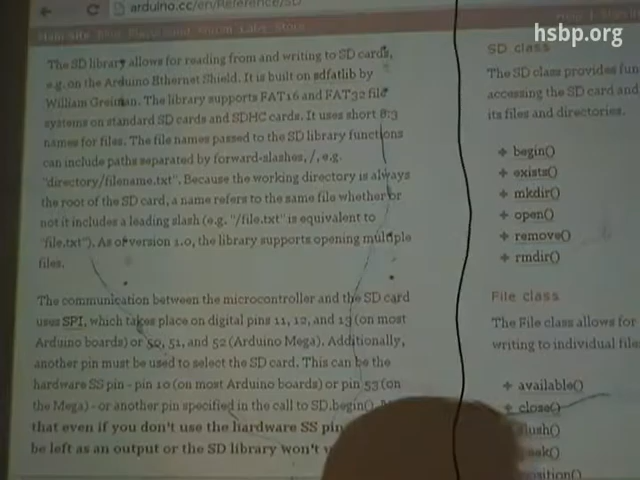 arduino.cc/en/Reference/SD
hsbp.org
The SD library allows for reading from and writing to SD cards,
e.g. on the Arduino Ethernet Shield. It is built on sdfatlib by
William Greiman. The library supports FAT16 and FAT32 file
systems on standard SD cards and SDHC cards. It uses short 8.3
names for files. The file names passed to the SD library functions
can include paths separated by forward-slashes, /, e.g.
"directory/filename.txt". Because the working directory is always
the root of the SD card, a name refers to the same file whether or
not it includes a leading slash (e.g. "/file.txt" is equivalent to
"file.txt"). As of version 1.0, the library supports opening multiple
files.
The communication between the microcontroller and the SD card
uses SPI, which takes place on digital pins 11, 12, and 13 (on most
Arduino boards) or 50, 51, and 52 (Arduino Mega). Additionally,
another pin must be used to select the SD card. This can be the
hardware SS pin - pin 10 (on most Arduino boards) or pin 53 (on
the Mega) - or another pin specified in the call to SD.begin().
that even if you don't use the hardware SS pin
be left as an output or the SD library won't
SD class
The SD class provides fun
accessing the SD card and
its files and directories.
begin()
exists()
mkdir()
open()
remove()
rmdir()
File class
The File class allows for
writing to individual file
available()
close()